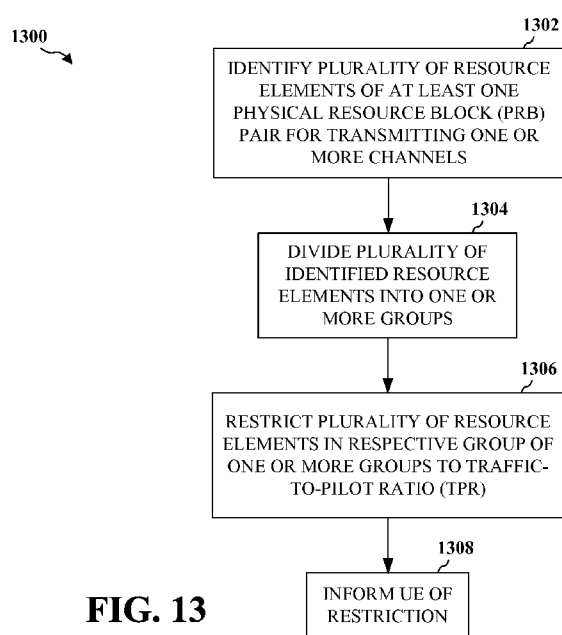 1300
1302
IDENTIFY PLURALITY OF RESOURCE
ELEMENTS OF AT LEAST ONE
PHYSICAL RESOURCE BLOCK (PRB)
PAIR FOR TRANSMITTING ONE OR
MORE CHANNELS
1304
DIVIDE PLURALITY OF
IDENTIFIED RESOURCE
ELEMENTS INTO ONE OR
MORE GROUPS
1306
RESTRICT PLURALITY OF RESOURCE
ELEMENTS IN RESPECTIVE GROUP OF
ONE OR MORE GROUPS TO TRAFFIC-
TO-PILOT RATIO (TPR)
1308
INFORM UE OF
RESTRICTION
FIG. 13